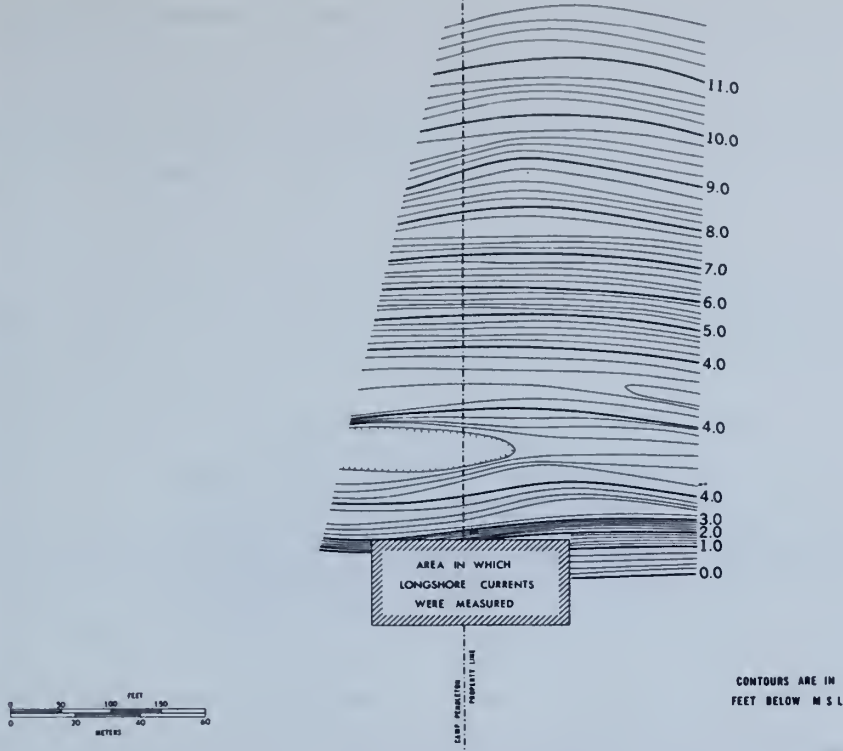 11.0
10.0
9.0
8.0
7.0
6.0
5.0
4.0
4.0
4.0
3.0
2.0
1.0
0.0
AREA IN WHICH
LONGSHORE CURRENTS
WERE MEASURED
CAMP PENDLETON
PROPERTY LINE
FEET
0 50 100 150
0 20 40 60
METERS
CONTOURS ARE IN
FEET BELOW M S L